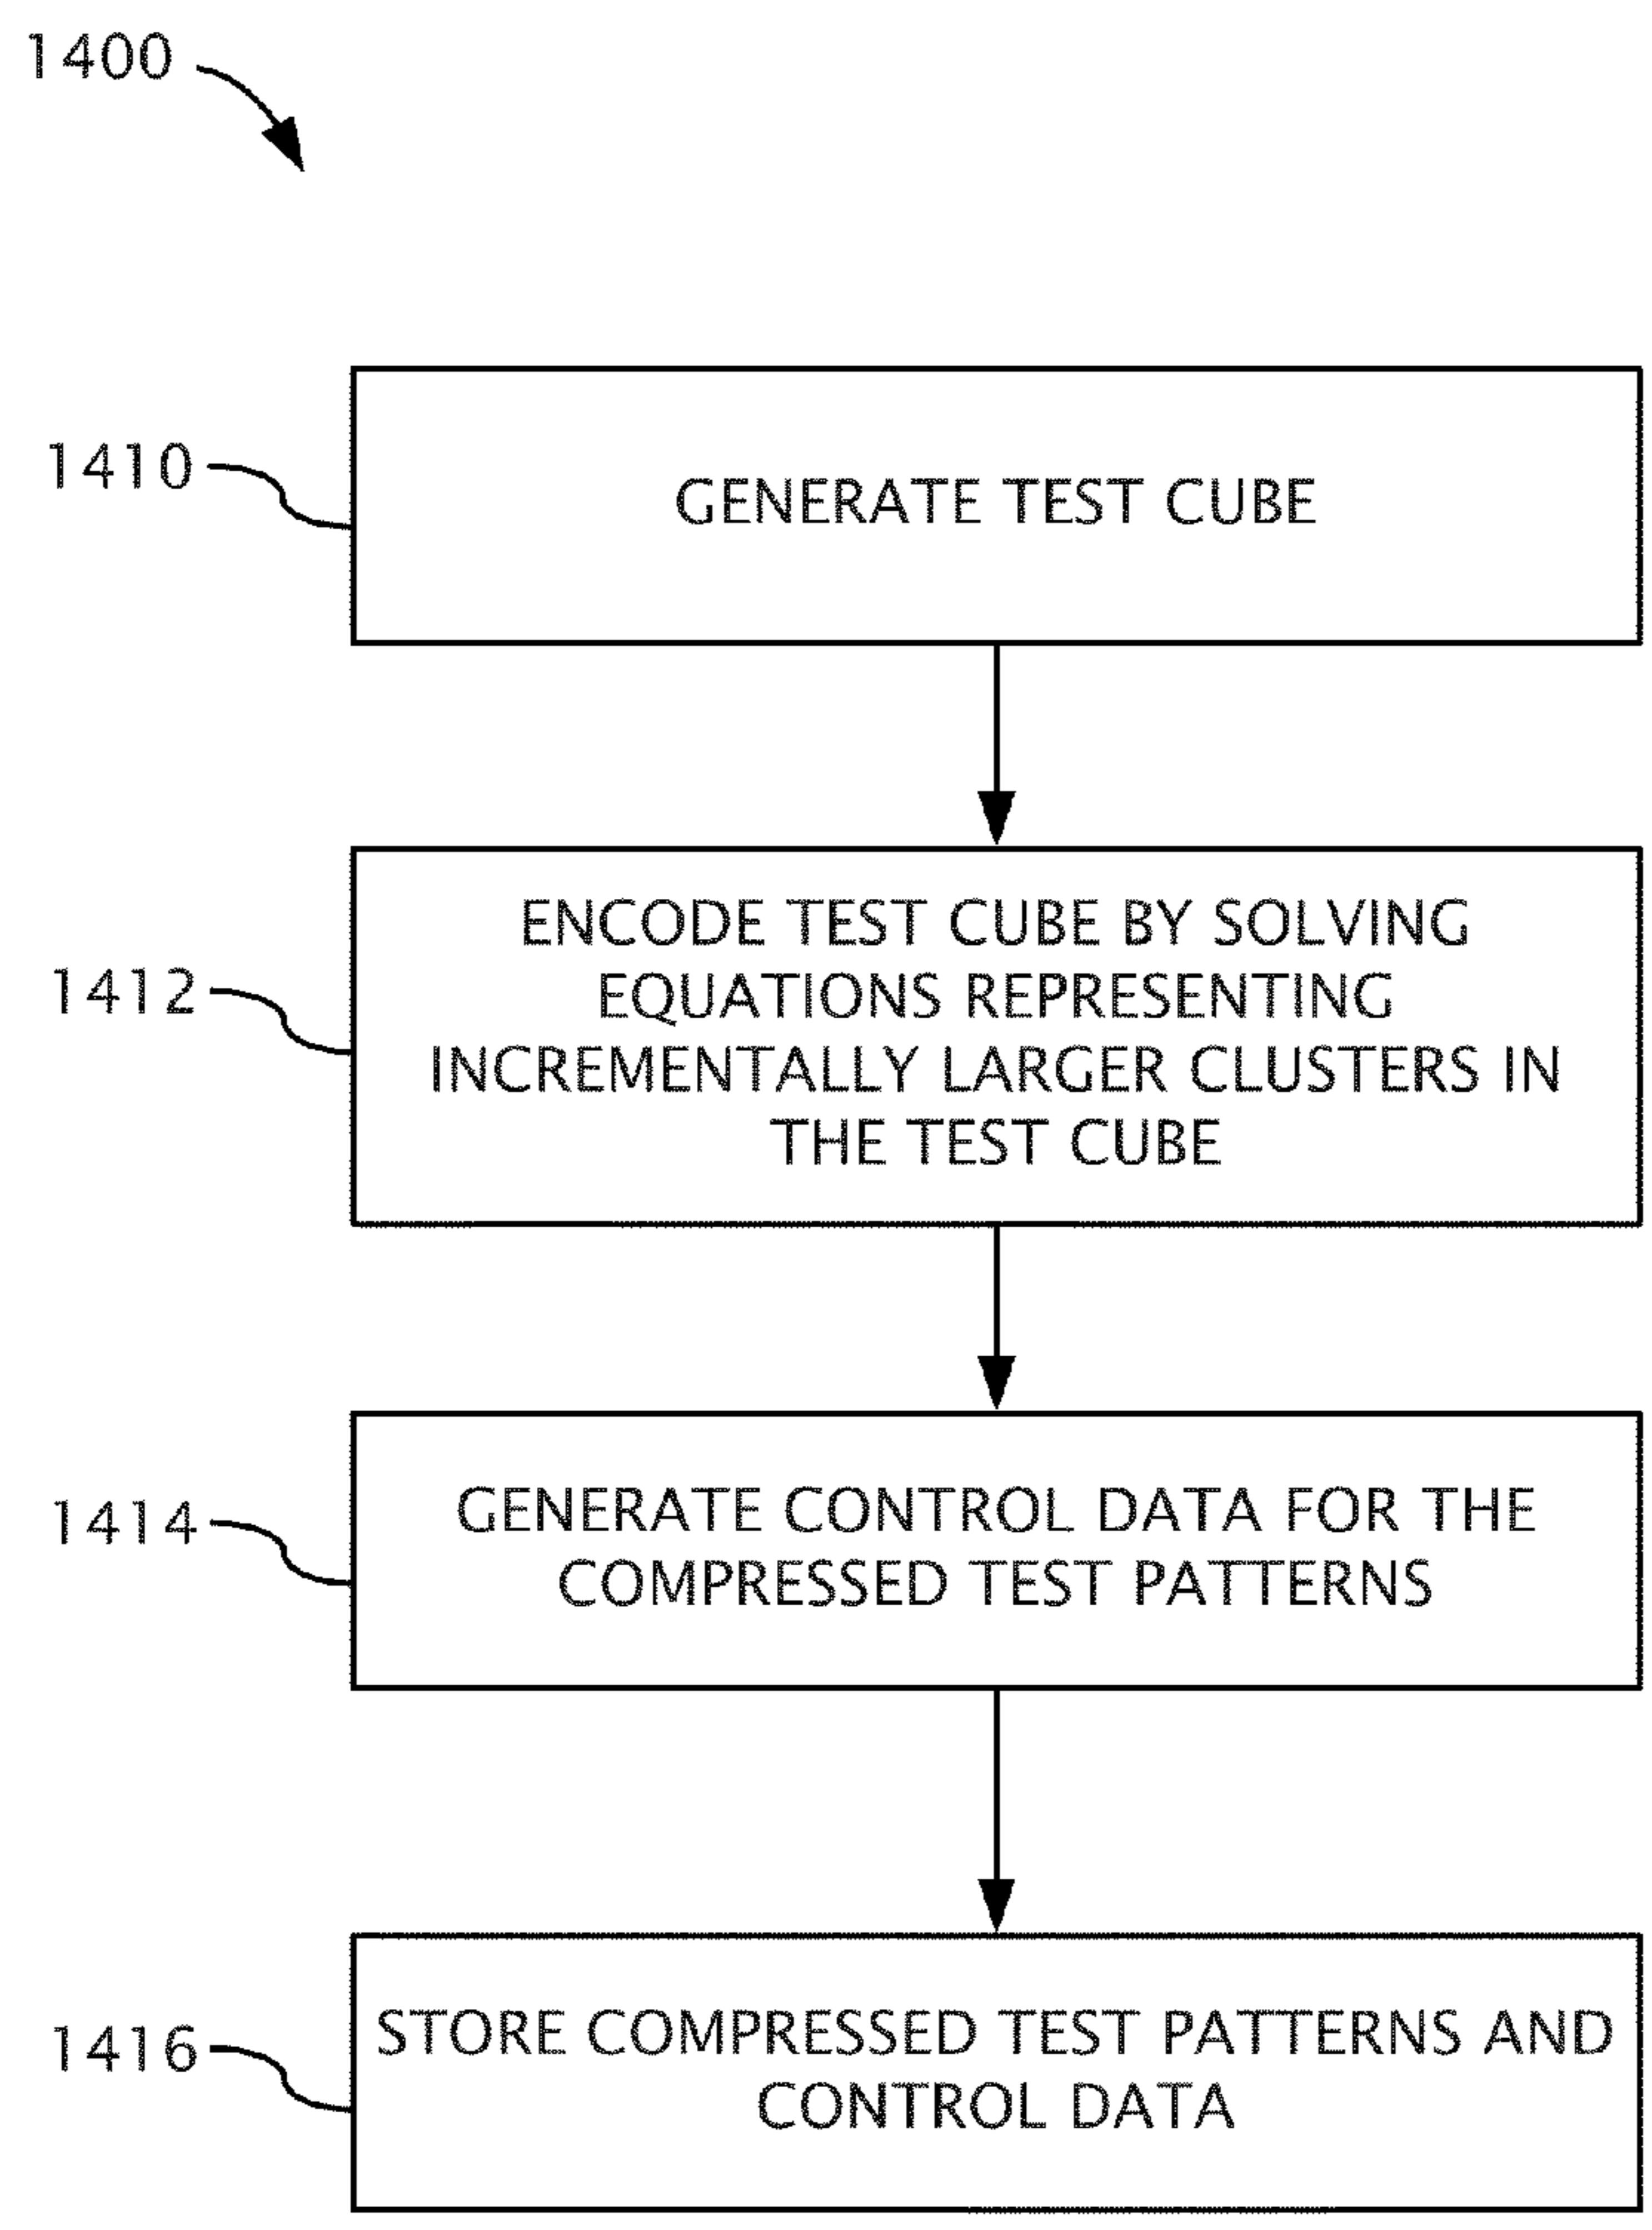 1400
1410
GENERATE TEST CUBE
1412
ENCODE TEST CUBE BY SOLVING
EQUATIONS REPRESENTING
INCREMENTALLY LARGER CLUSTERS IN
THE TEST CUBE
1414
GENERATE CONTROL DATA FOR THE
COMPRESSED TEST PATTERNS
1416
STORE COMPRESSED TEST PATTERNS AND
CONTROL DATA